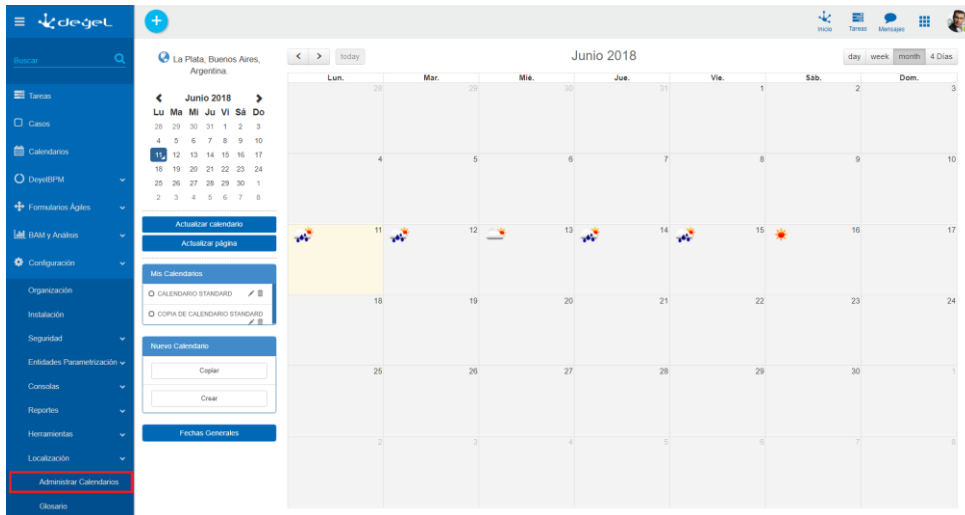 deyel
Inicio
Tareas
Mensajes
Buscar
Tareas
Casos
Calendarios
DeyelBPM
Formularios Ágiles
BAM y Análisis
Configuración
Organización
Instalación
Seguridad
Entidades Parametrización
Consolas
Reportes
Herramientas
Localización
Administrar Calendarios
Glosario
La Plata, Buenos Aires,
Argentina.
Junio 2018
Lu Ma Mi Ju Vi Sá Do
28 29 30 31 1 2 3
4 5 6 7 8 9 10
11 12 13 14 15 16 17
18 19 20 21 22 23 24
25 26 27 28 29 30 1
2 3 4 5 6 7 8
Actualizar calendario
Actualizar página
Mis Calendarios
CALENDARIO STANDARD
COPIA DE CALENDARIO STANDARD
Nuevo Calendario
Copiar
Crear
Fechas Generales
today
Junio 2018
day week month 4 Días
Lun. Mar. Mié. Jue. Vie. Sáb. Dom.
28 29 30 31 1 2 3
4 5 6 7 8 9 10
11 12 13 14 15 16 17
18 19 20 21 22 23 24
25 26 27 28 29 30 1
2 3 4 5 6 7 8